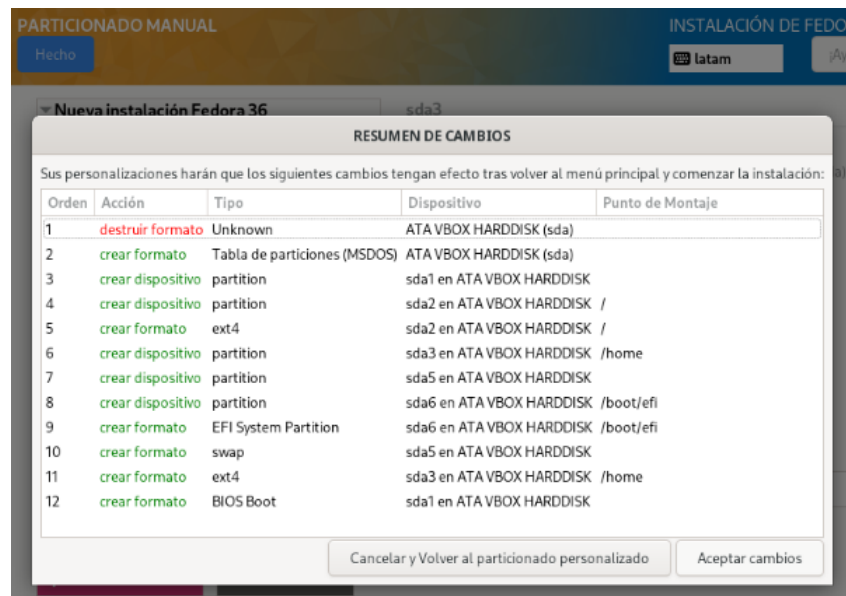 PARTICIONADO MANUAL
INSTALACIÓN DE FEDO
Hecho
latam
¡Ay
Nueva instalación Fedora 36
sda3
RESUMEN DE CAMBIOS
Sus personalizaciones harán que los siguientes cambios tengan efecto tras volver al menú principal y comenzar la instalación:
Orden Acción Tipo Dispositivo Punto de Montaje
1 destruir formato Unknown ATA VBOX HARDDISK (sda)
2 crear formato Tabla de particiones (MSDOS) ATA VBOX HARDDISK (sda)
3 crear dispositivo partition sda1 en ATA VBOX HARDDISK
4 crear dispositivo partition sda2 en ATA VBOX HARDDISK /
5 crear formato ext4 sda2 en ATA VBOX HARDDISK /
6 crear dispositivo partition sda3 en ATA VBOX HARDDISK /home
7 crear dispositivo partition sda5 en ATA VBOX HARDDISK
8 crear dispositivo partition sda6 en ATA VBOX HARDDISK /boot/efi
9 crear formato EFI System Partition sda6 en ATA VBOX HARDDISK /boot/efi
10 crear formato swap sda5 en ATA VBOX HARDDISK
11 crear formato ext4 sda3 en ATA VBOX HARDDISK /home
12 crear formato BIOS Boot sda1 en ATA VBOX HARDDISK
Cancelar y Volver al particionado personalizado
Aceptar cambios